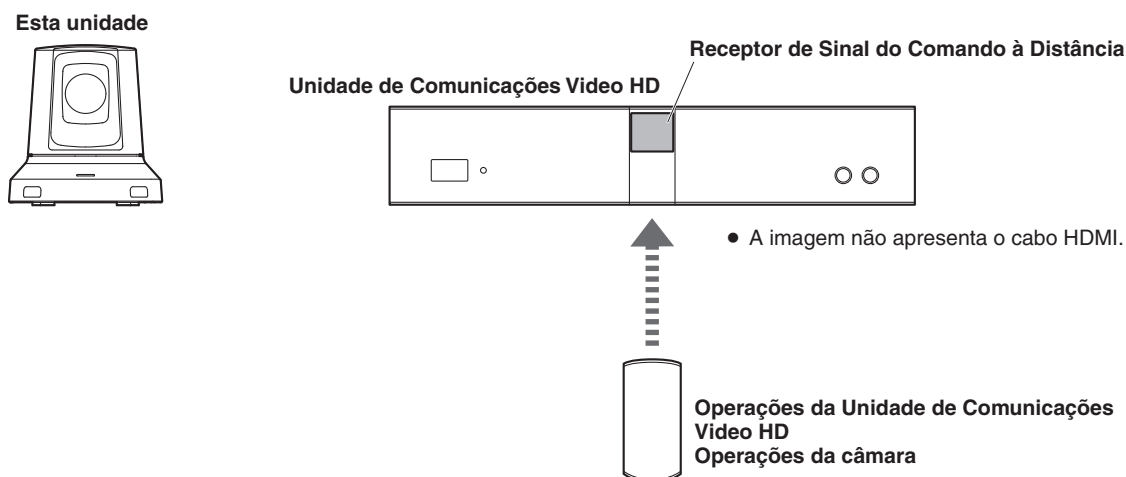 Esta unidade
Receptor de Sinal do Comando à Distância
Unidade de Comunicações Video HD
● A imagem não apresenta o cabo HDMI.
Operações da Unidade de Comunicações
Video HD
Operações da câmara